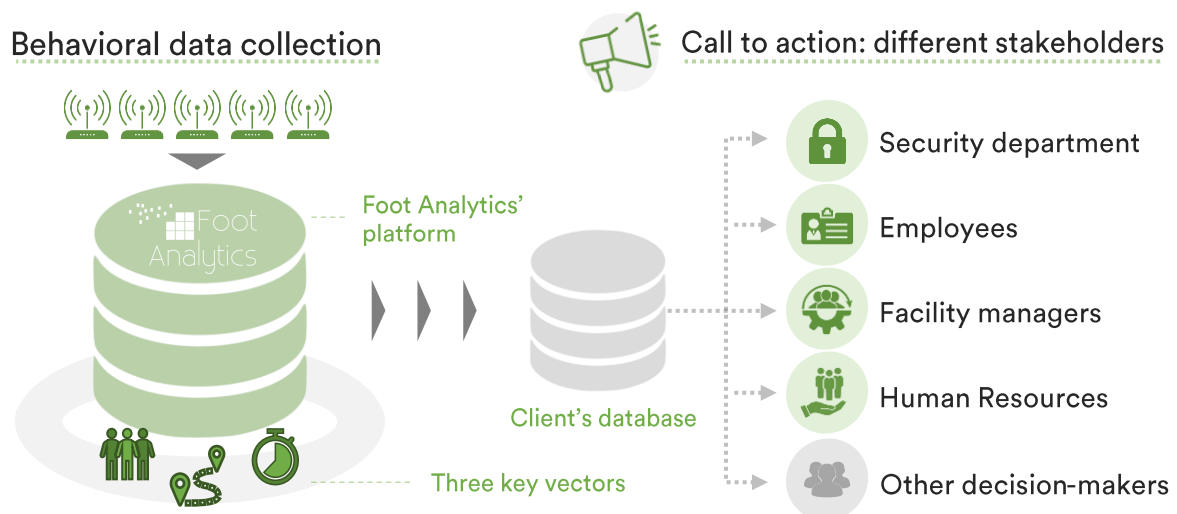 Behavioral data collection
Call to action: different stakeholders
Foot
Analytics
Foot Analytics’
platform
Client’s database
Three key vectors
Security department
Employees
Facility managers
Human Resources
Other decision-makers